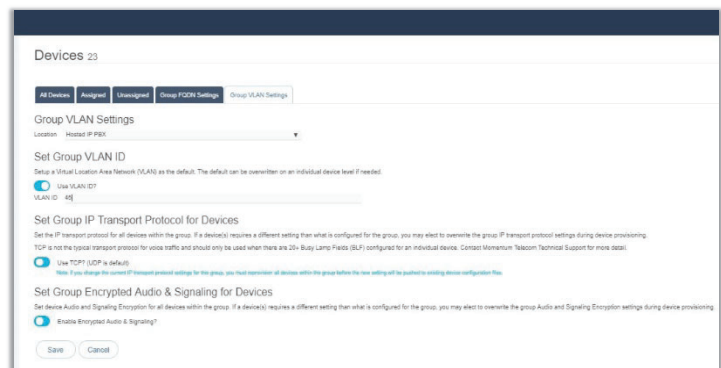 Devices 23
All Devices Assigned Unassigned Group FQDN Settings Group VLAN Settings
Group VLAN Settings
Location Hosted IP PBX
Set Group VLAN ID
Setup a Virtual Location Area Network (VLAN) as the default. The default can be overwritten on an individual device level if needed.
Use VLAN ID?
VLAN ID 45
Set Group IP Transport Protocol for Devices
Set the IP transport protocol for all devices within the group. If a device(s) requires a different setting than what is configured for the group, you may elect to overwrite the group IP transport protocol settings during device provisioning.
TCP is not the typical transport protocol for voice traffic and should only be used when there are 20+ Busy Lamp Fields (BLF) configured for an individual device. Contact Momentum Telecom Technical Support for more detail.
Use TCP? (UDP is default)
Note: If you change the current IP transport protocol settings for this group, you must reprovision all devices within the group before the new setting will be pushed to existing device configuration files.
Set Group Encrypted Audio & Signaling for Devices
Set device Audio and Signaling Encryption for all devices within the group. If a device(s) requires a different setting than what is configured for the group, you may elect to overwrite the group Audio and Signaling Encryption settings during device provisioning.
Enable Encrypted Audio & Signaling?
Save Cancel